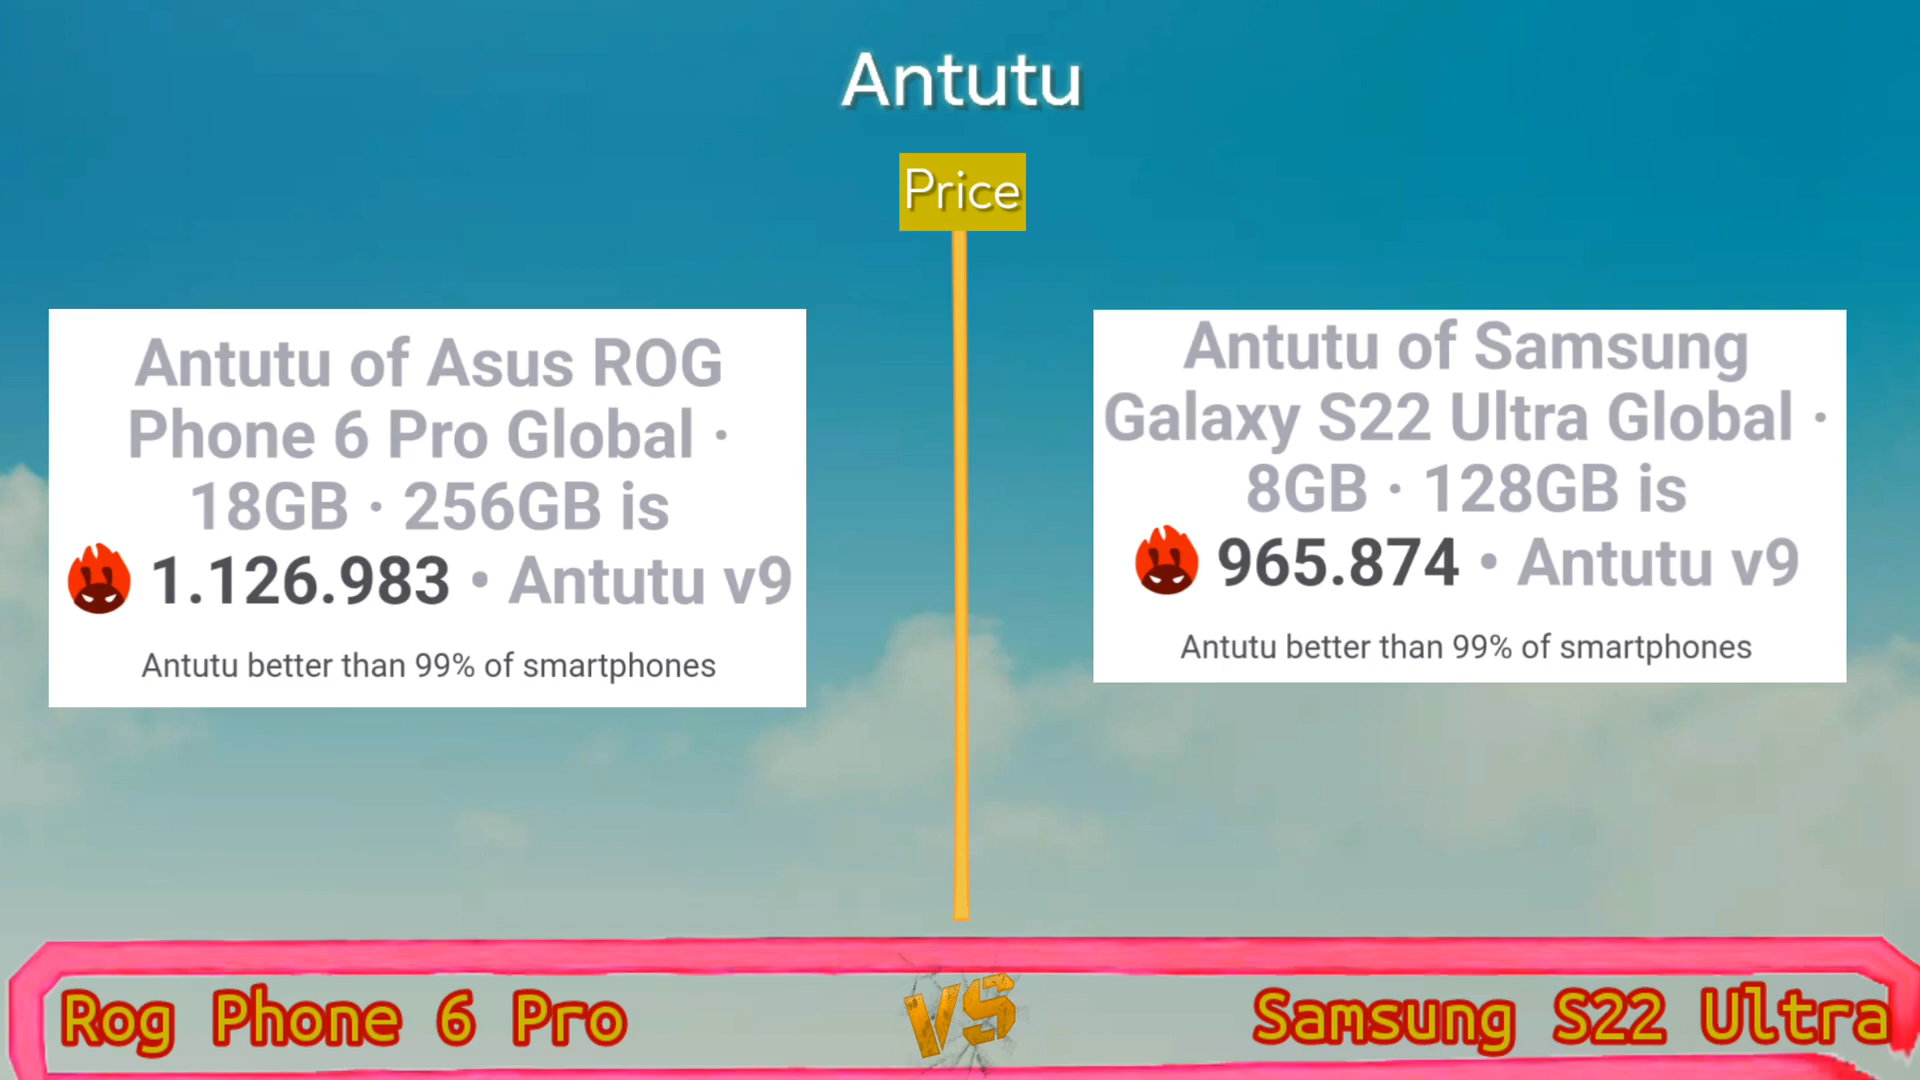 Antutu
Price
Antutu of Asus ROG
Phone 6 Pro Global ·
18GB · 256GB is
1.126.983 • Antutu v9
Antutu better than 99% of smartphones
Antutu of Samsung
Galaxy S22 Ultra Global ·
8GB · 128GB is
965.874 • Antutu v9
Antutu better than 99% of smartphones
Rog Phone 6 Pro
VS
Samsung S22 Ultra